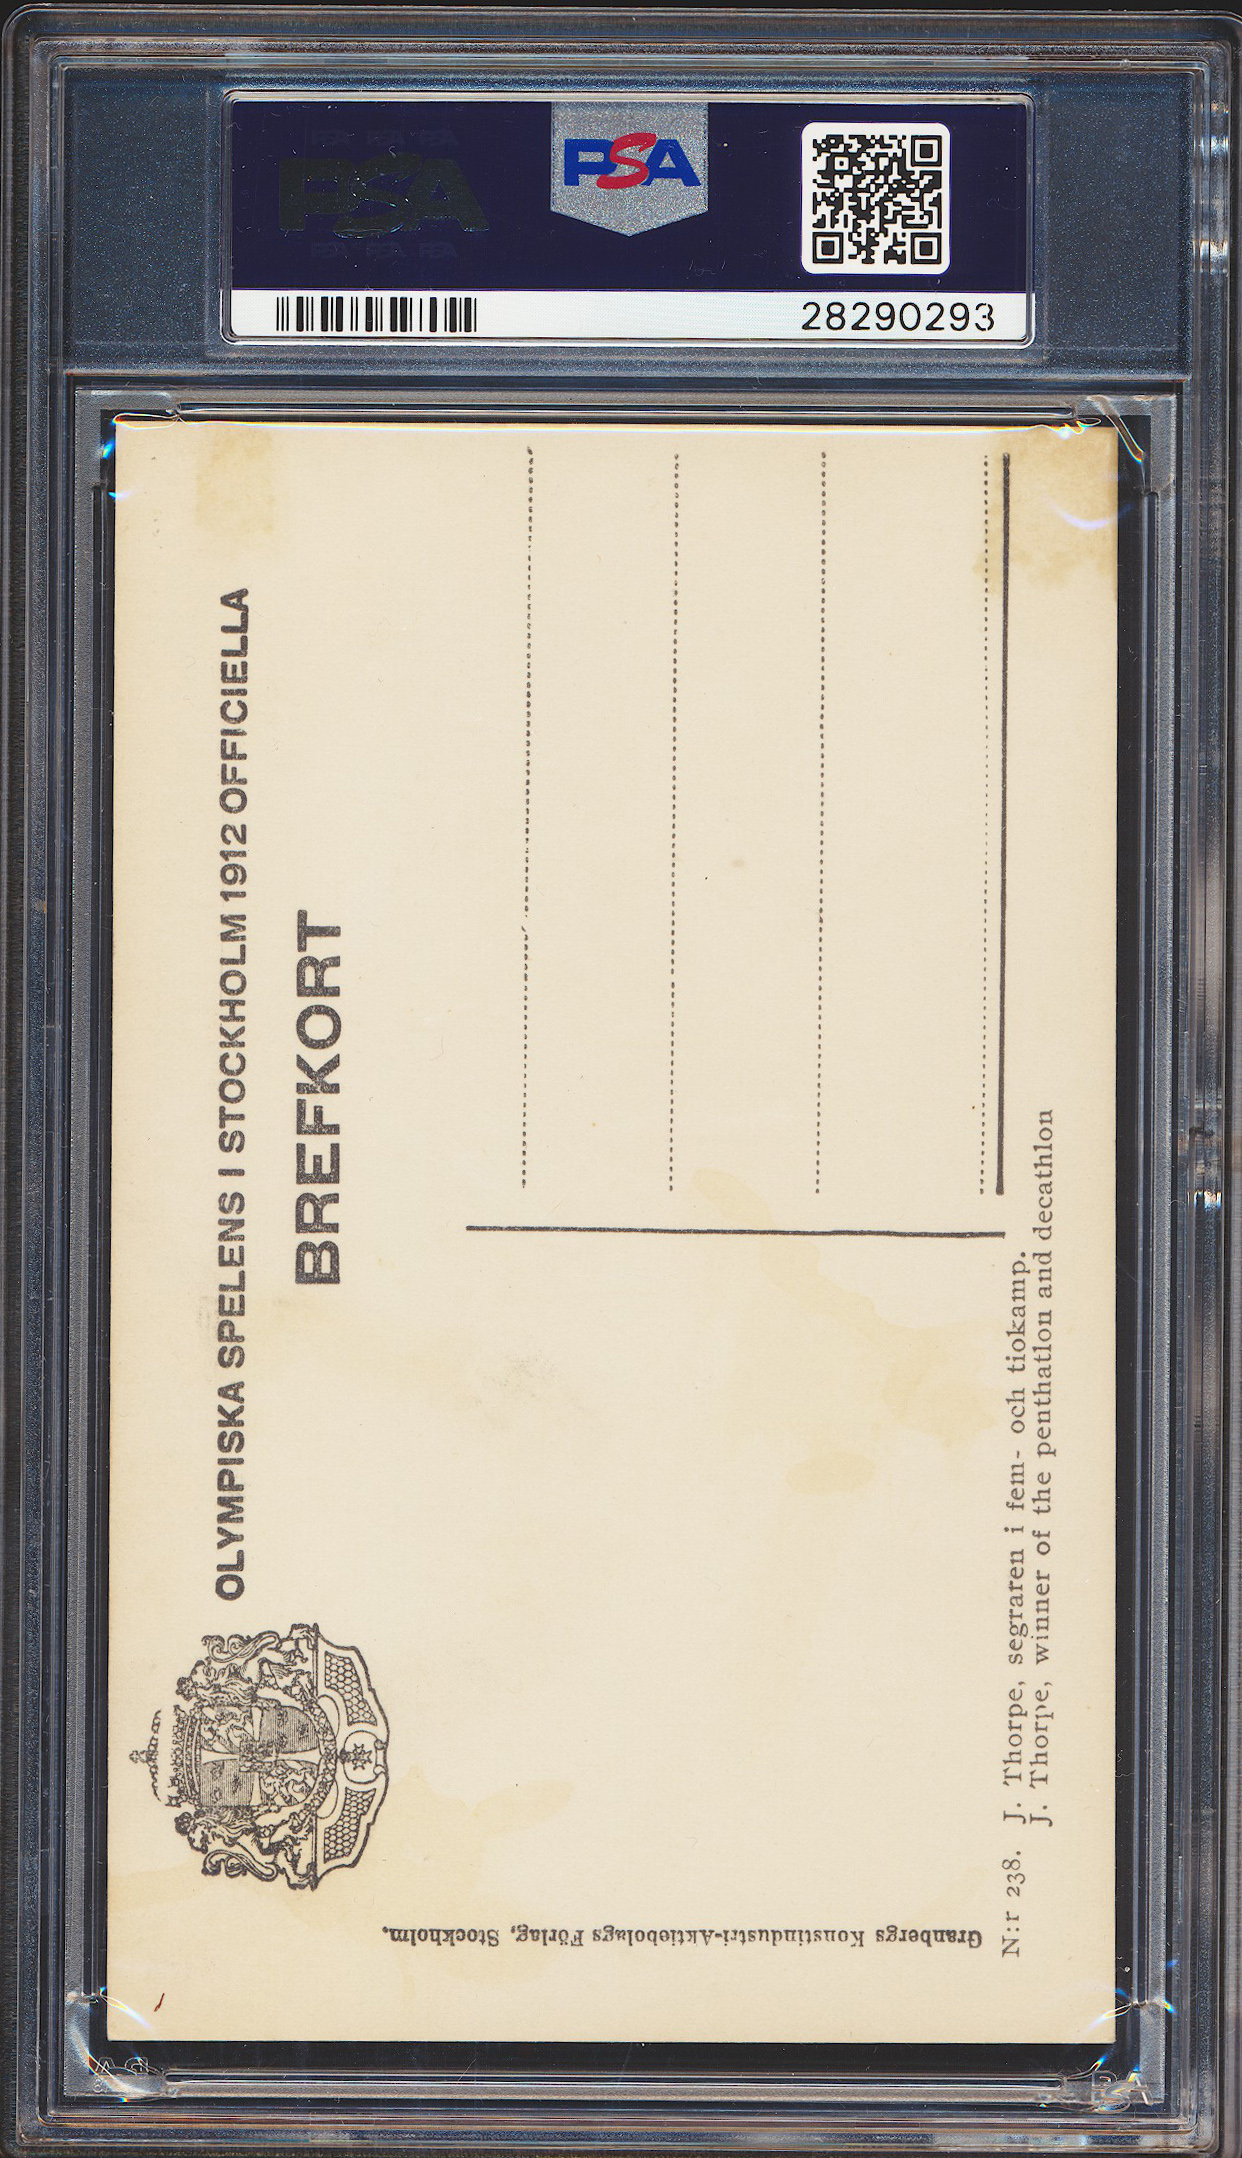 PSA
PSA
28290293
OLYMPISKA SPELENS I STOCKHOLM 1912 OFFICIELLA
BREFKORT
N:r 238. J. Thorpe, segraren i fem- och tiokamp.
J. Thorpe, winner of the penthatlon and decathlon
Granbergs Konstindustri-Aktiebolags Förlag, Stockholm.